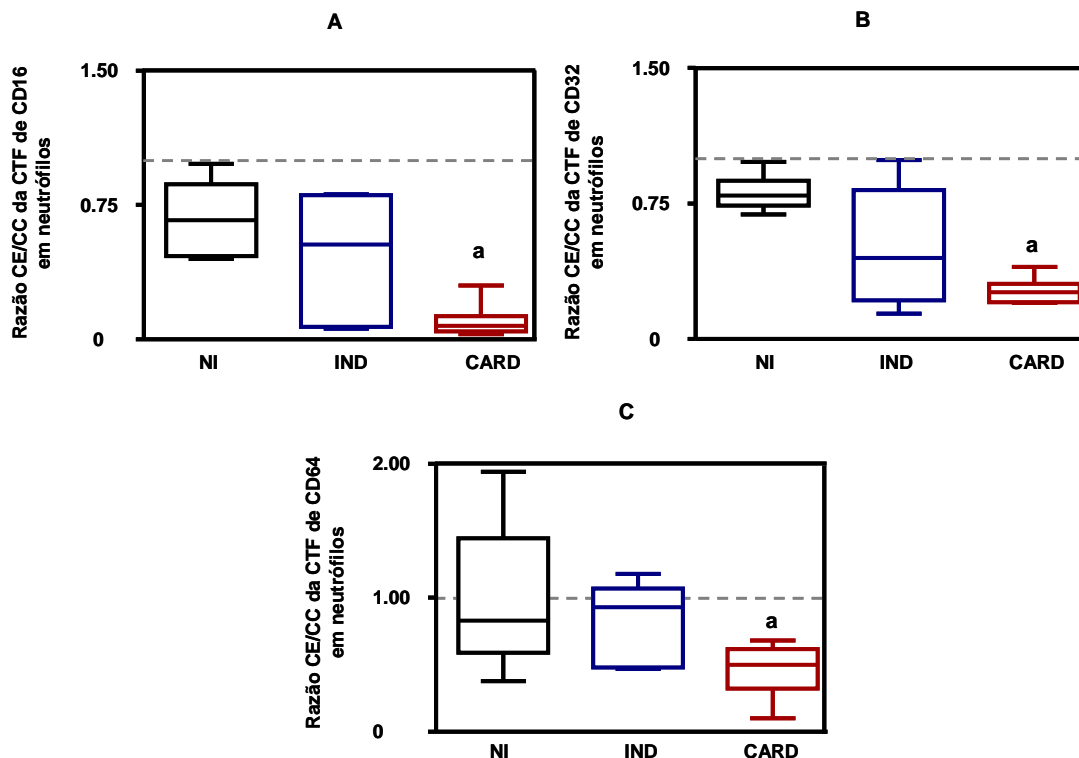 A
Razão CE/CC da CTF de CD16
em neutrófilos
1.50
0.75
0
a
NI IND CARD
B
Razão CE/CC da CTF de CD32
em neutrófilos
1.50
0.75
0
a
NI IND CARD
C
Razão CE/CC da CTF de CD64
em neutrófilos
2.00
1.00
0
a
NI IND CARD